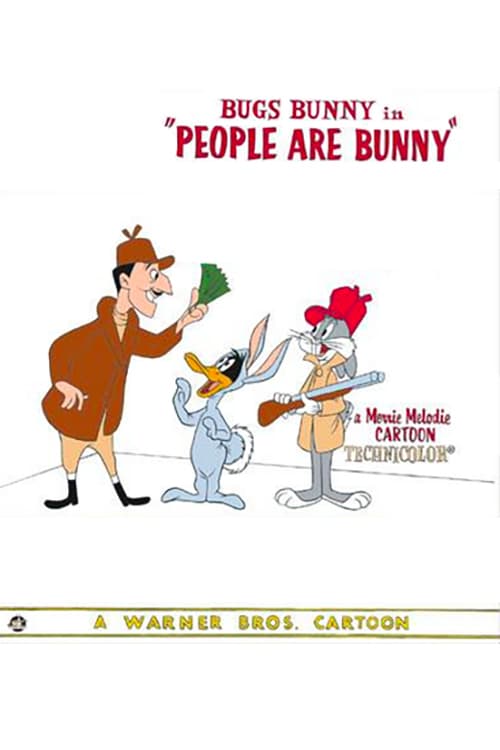 BUGS BUNNY in
"PEOPLE ARE BUNNY"
a Merrie Melodie
CARTOON
TECHNICOLOR®
A WARNER BROS. CARTOON